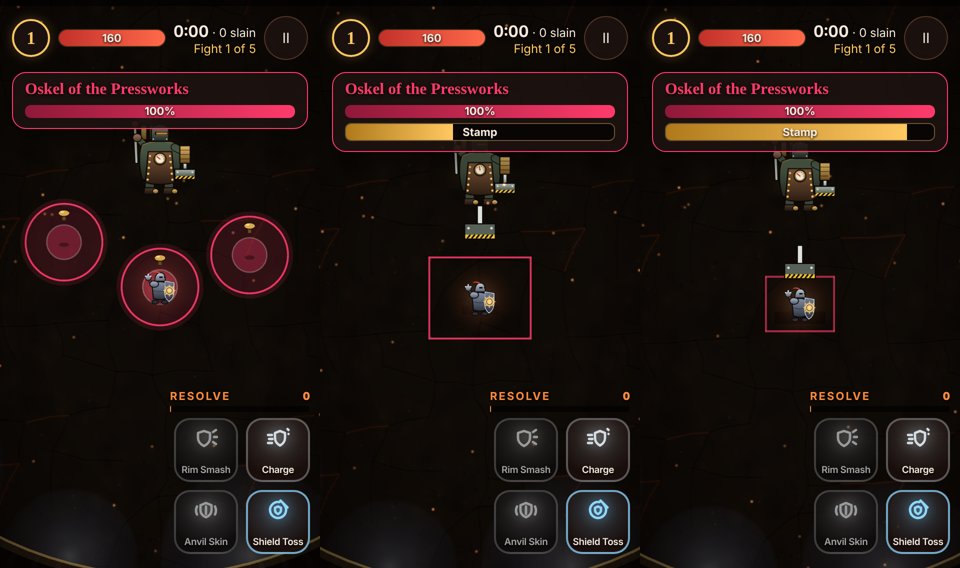 1
160
0:00 · 0 slain
Fight 1 of 5
Oskel of the Pressworks
100%
RESOLVE 0
Rim Smash
Charge
Anvil Skin
Shield Toss
1
160
0:00 · 0 slain
Fight 1 of 5
Oskel of the Pressworks
100%
Stamp
RESOLVE 0
Rim Smash
Charge
Anvil Skin
Shield Toss
1
160
0:00 · 0 slain
Fight 1 of 5
Oskel of the Pressworks
100%
Stamp
RESOLVE 0
Rim Smash
Charge
Anvil Skin
Shield Toss